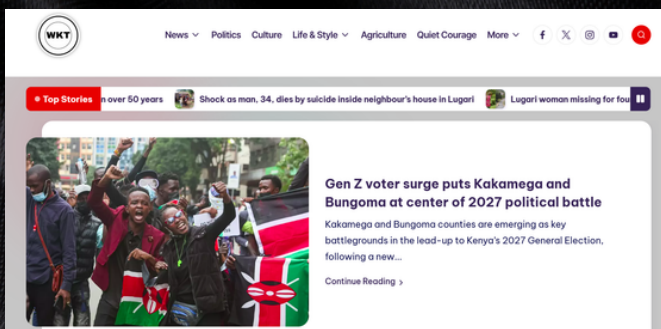 WKT
News Politics Culture Life & Style Agriculture Quiet Courage More
Top Stories n over 50 years Shock as man, 34, dies by suicide inside neighbour's house in Lugari Lugari woman missing for fou
Gen Z voter surge puts Kakamega and
Bungoma at center of 2027 political battle
Kakamega and Bungoma counties are emerging as key
battlegrounds in the lead-up to Kenya's 2027 General Election,
following a new...
Continue Reading